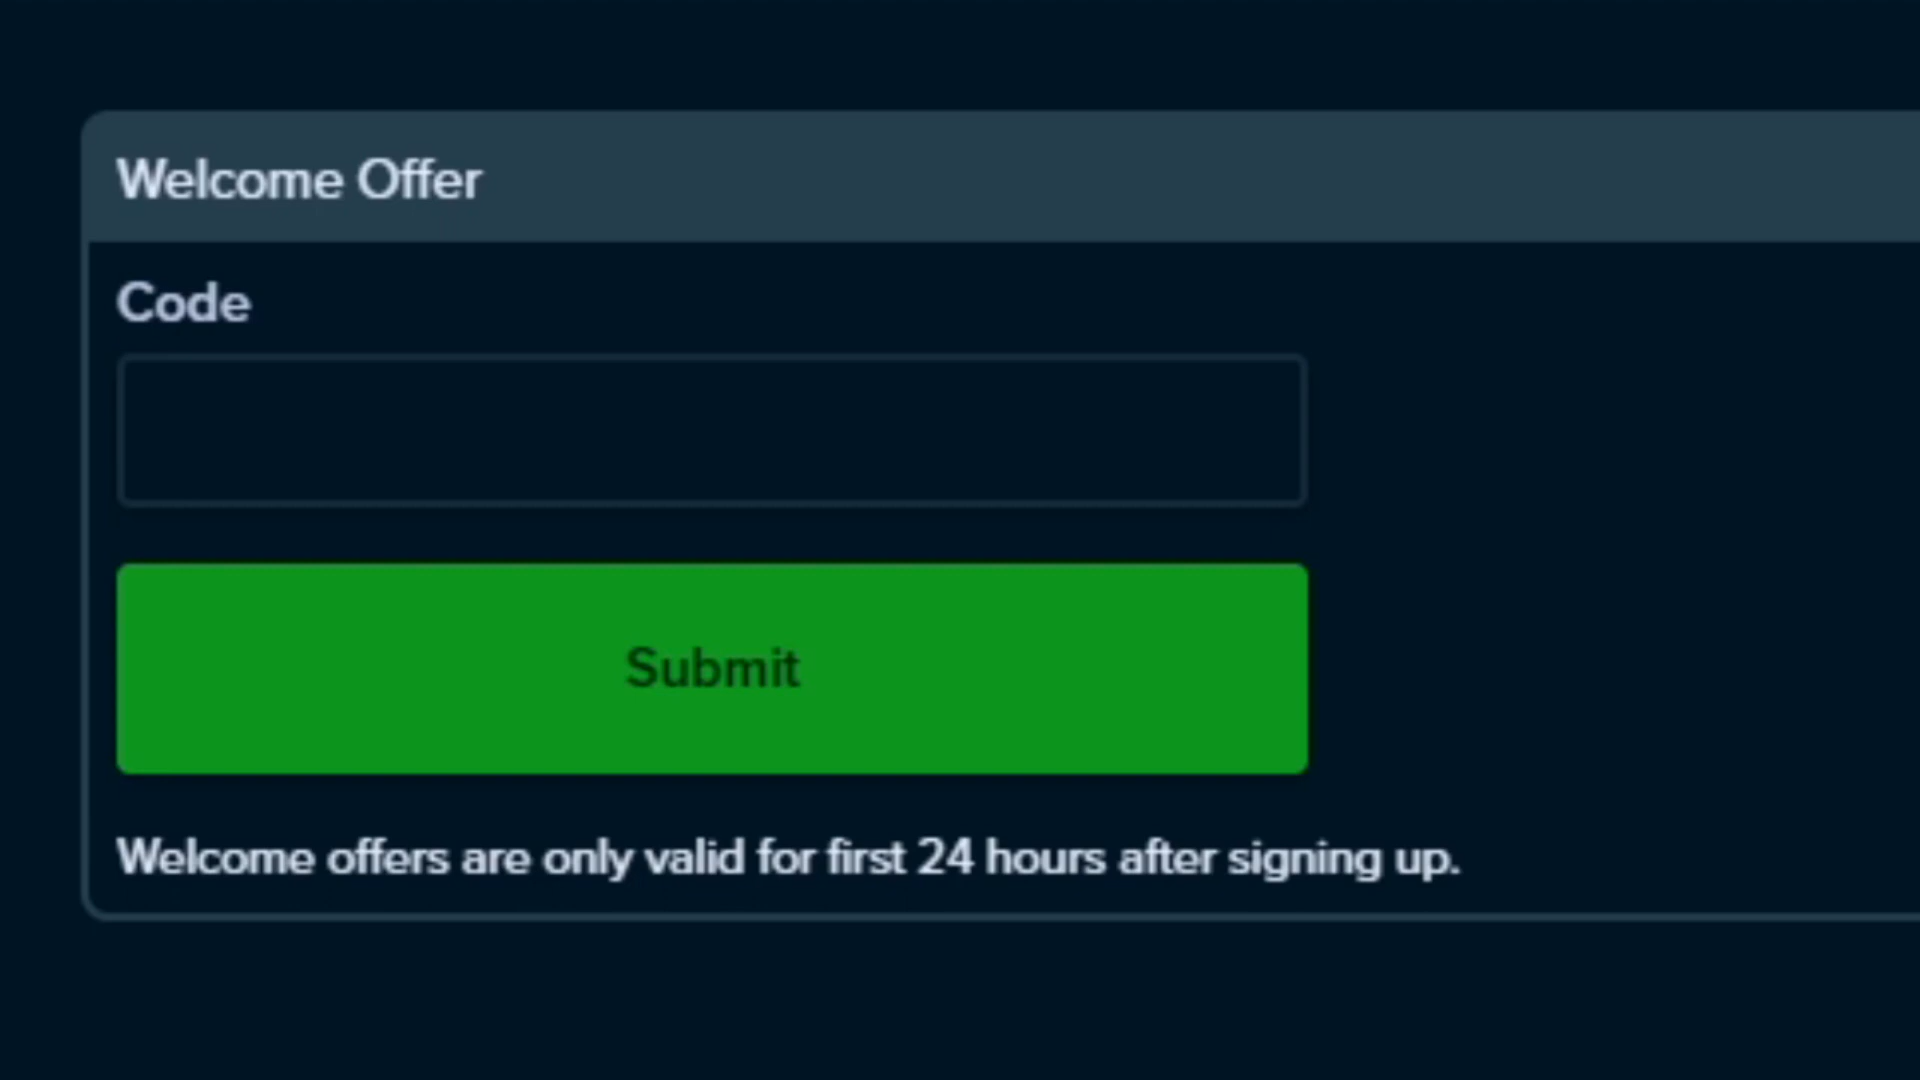 Welcome Offer
Code
Submit
Welcome offers are only valid for first 24 hours after signing up.